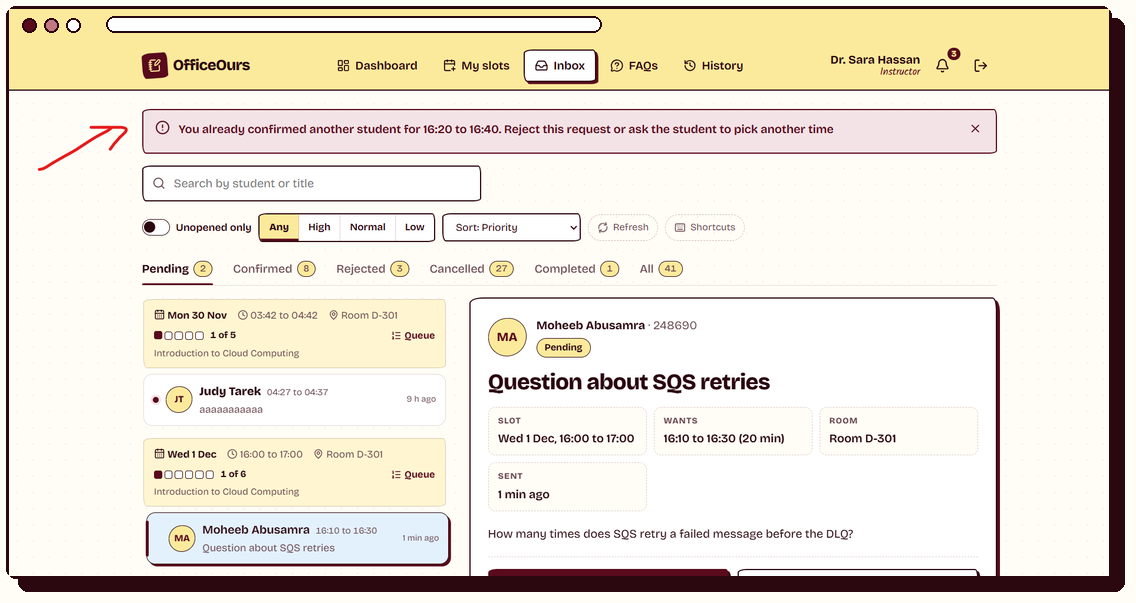 OfficeOurs
Dashboard
My slots
Inbox
FAQs
History
Dr. Sara Hassan
Instructor
3
You already confirmed another student for 16:20 to 16:40. Reject this request or ask the student to pick another time
Search by student or title
Unopened only
Any
High
Normal
Low
Sort: Priority
Refresh
Shortcuts
Pending 2
Confirmed 8
Rejected 3
Cancelled 27
Completed 1
All 41
Mon 30 Nov 03:42 to 04:42 Room D-301
1 of 5 Queue
Introduction to Cloud Computing
JT
Judy Tarek 04:27 to 04:37
aaaaaaaaaaa
9 h ago
Wed 1 Dec 16:00 to 17:00 Room D-301
1 of 6 Queue
Introduction to Cloud Computing
MA
Moheeb Abusamra 16:10 to 16:30
Question about SQS retries
1 min ago
MA
Moheeb Abusamra · 248690
Pending
Question about SQS retries
SLOT
Wed 1 Dec, 16:00 to 17:00
WANTS
16:10 to 16:30 (20 min)
ROOM
Room D-301
SENT
1 min ago
How many times does SQS retry a failed message before the DLQ?